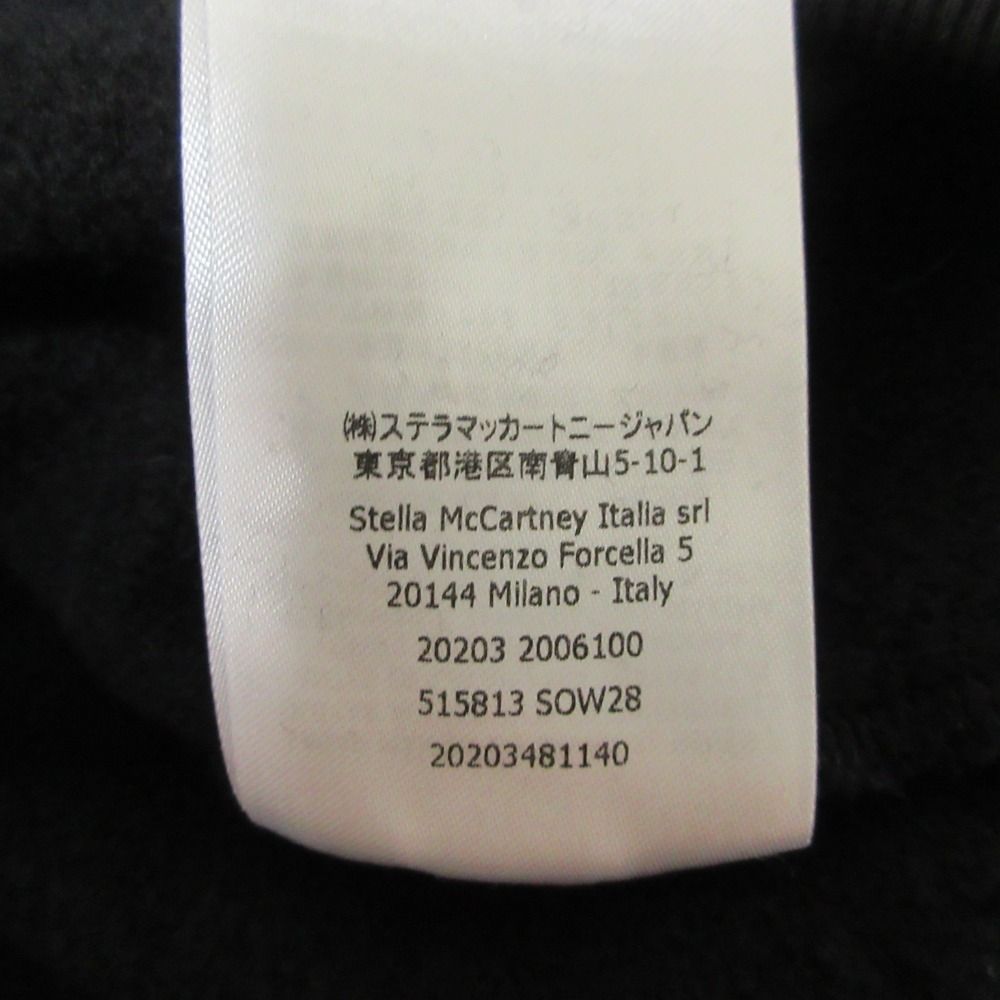 ㈱ステラマッカートニージャパン
東京都港区南青山5-10-1
Stella McCartney Italia srl
Via Vincenzo Forcella 5
20144 Milano - Italy
20203 2006100
515813 SOW28
20203481140